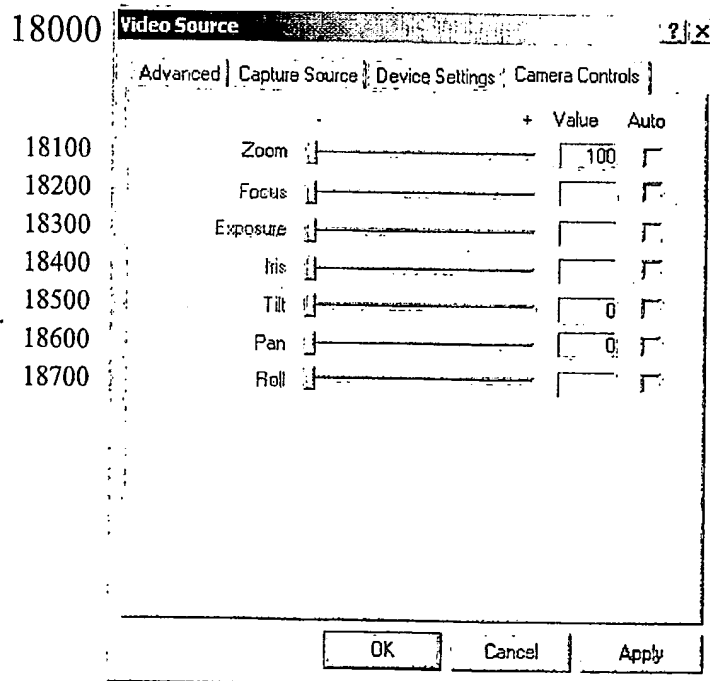 18000 Video Source ? ×
Advanced Capture Source Device Settings Camera Controls
- + Value Auto
18100 Zoom 100
18200 Focus
18300 Exposure
18400 Iris
18500 Tilt 0
18600 Pan 0
18700 Roll
OK Cancel Apply